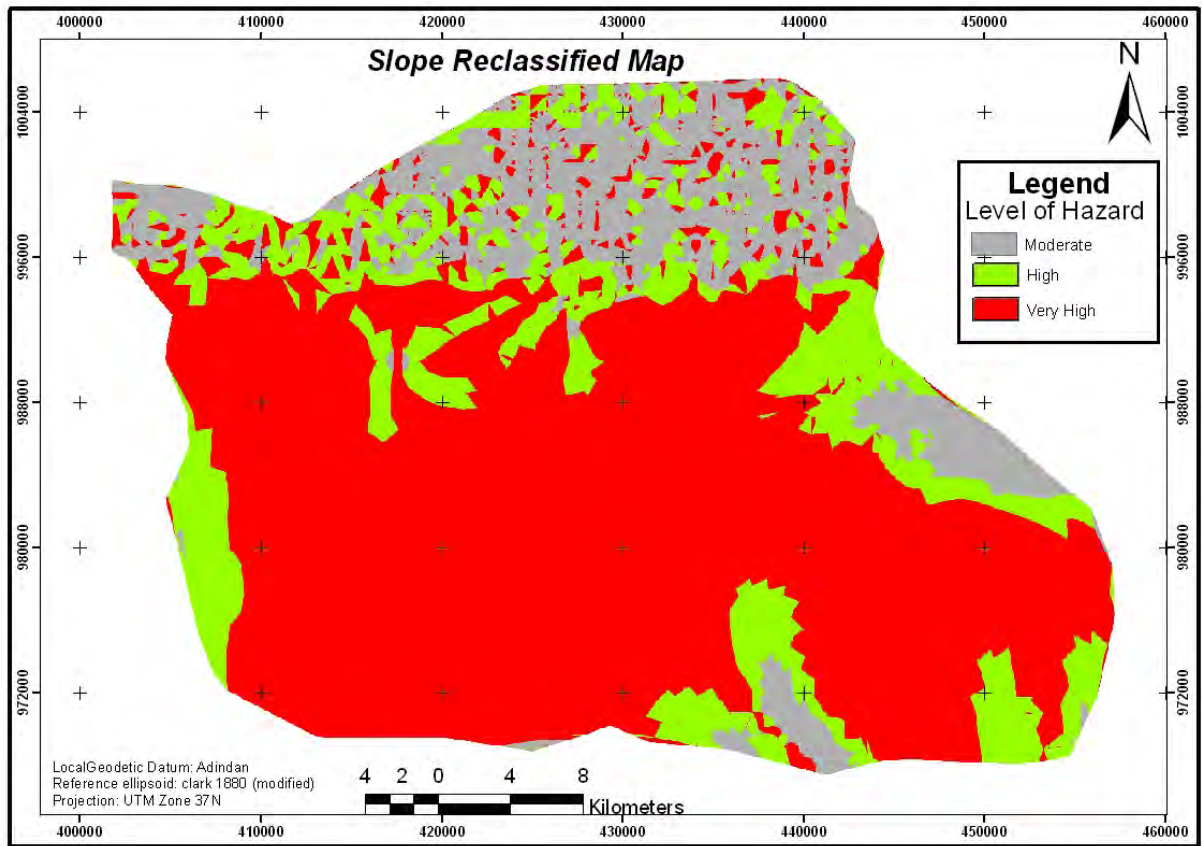 400000 410000 420000 430000 440000 450000 460000
Slope Reclassified Map
N
1004000 1004000
Legend
Level of Hazard
Moderate
996000 996000
High
Very High
988000 988000
980000 980000
972000 972000
LocalGeodetic Datum: Adindan
Reference ellipsoid: clark 1880 (modified)
Projection: UTM Zone 37N
4 2 0 4 8
Kilometers
400000 410000 420000 430000 440000 450000 460000